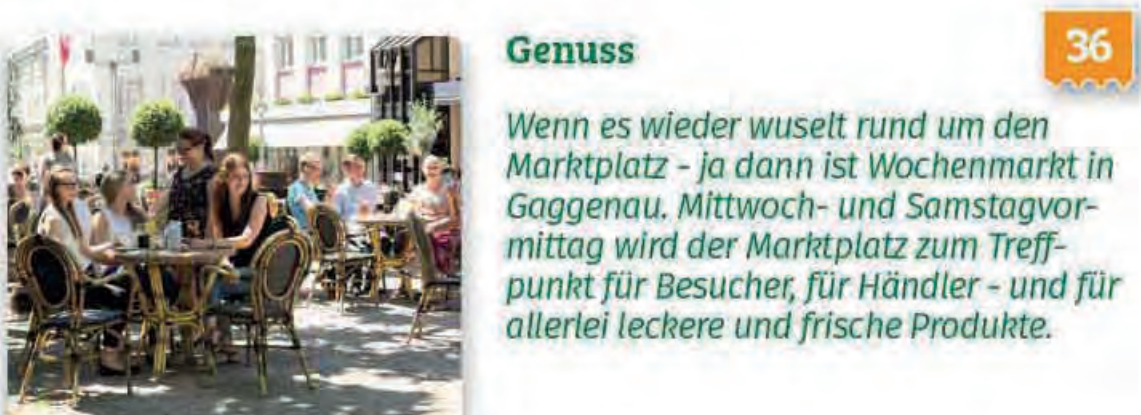 Genuss
36
Wenn es wieder wuselt rund um den
Marktplatz - ja dann ist Wochenmarkt in
Gaggenau. Mittwoch- und Samstagvor-
mittag wird der Marktplatz zum Treff-
punkt für Besucher, für Händler - und für
allerlei leckere und frische Produkte.